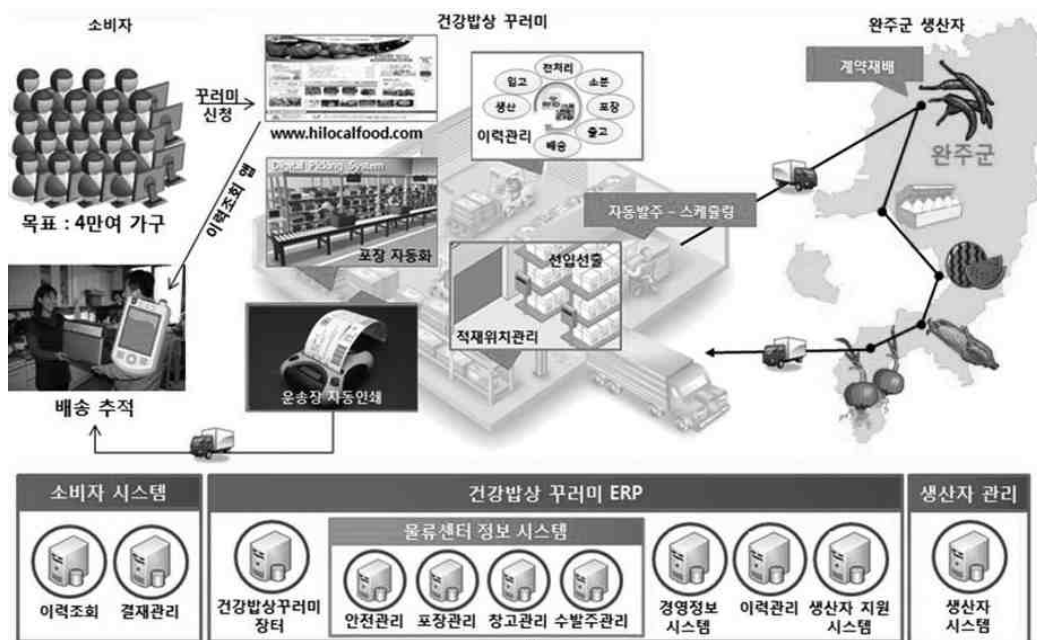 소비자
건강밥상 꾸러미
완주군 생산자
꾸러미
신청
www.hilocalfood.com
전처리
입고
소분
생산
포장
이력관리
출고
배송
계약재배
완주군
목표 : 4만여 가구
이력조회 앱
Digital Picking System
포장 자동화
자동발주 – 스케쥴링
선입선출
적재위치관리
운송장 자동인쇄
배송 추적
소비자 시스템
건강밥상 꾸러미 ERP
생산자 관리
물류센터 정보 시스템
이력조회
결재관리
건강밥상꾸러미
장터
안전관리
포장관리
창고관리
수발주관리
경영정보
시스템
이력관리
생산자 지원
시스템
생산자
시스템